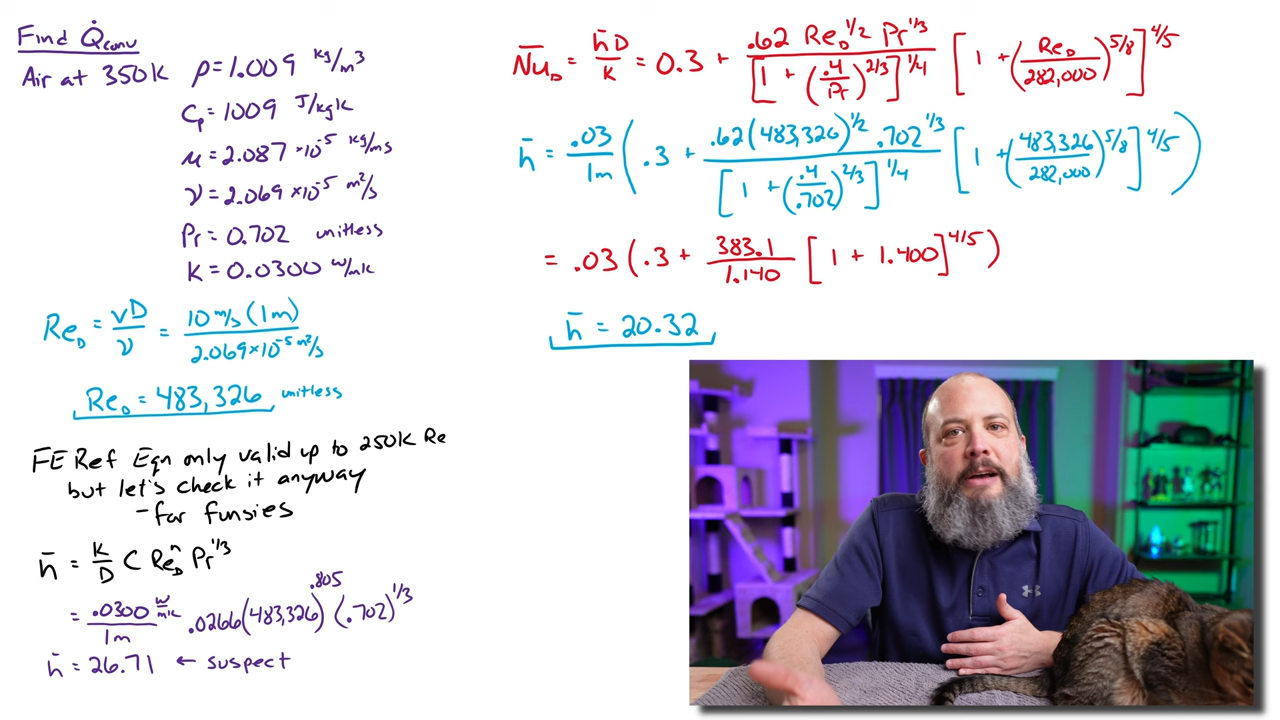 Find Q̇conv
Air at 350K ρ = 1.009 kg/m³
Cp = 1009 J/kgK
μ = 2.087 × 10⁻⁵ kg/ms
ν = 2.069 × 10⁻⁵ m²/s
Pr = 0.702 unitless
K = 0.0300 W/mK
Re_D = vD/ν = 10 m/s (1m) / 2.069×10⁻⁵ m²/s
Re_D = 483,326 unitless
FE Ref Eqn only valid up to 250K Re
but let's check it anyway
- for funsies
h̄ = K/D C Re_D^n Pr^1/3
= .0300 W/mK / 1m .0266 (483,326)^.805 (.702)^1/3
h̄ = 26.71 ← suspect
N̄u_D = h̄D/K = 0.3 + .62 Re_D^1/2 Pr^1/3 / [1 + (.4/Pr)^2/3]^1/4 [1 + (Re_D/282,000)^5/8]^4/5
h̄ = .03/1m (.3 + .62(483,326)^1/2 .702^1/3 / [1 + (.4/.702)^2/3]^1/4 [1 + (483,326/282,000)^5/8]^4/5)
= .03 (.3 + 383.1/1.140 [1 + 1.400]^4/5)
h̄ = 20.32